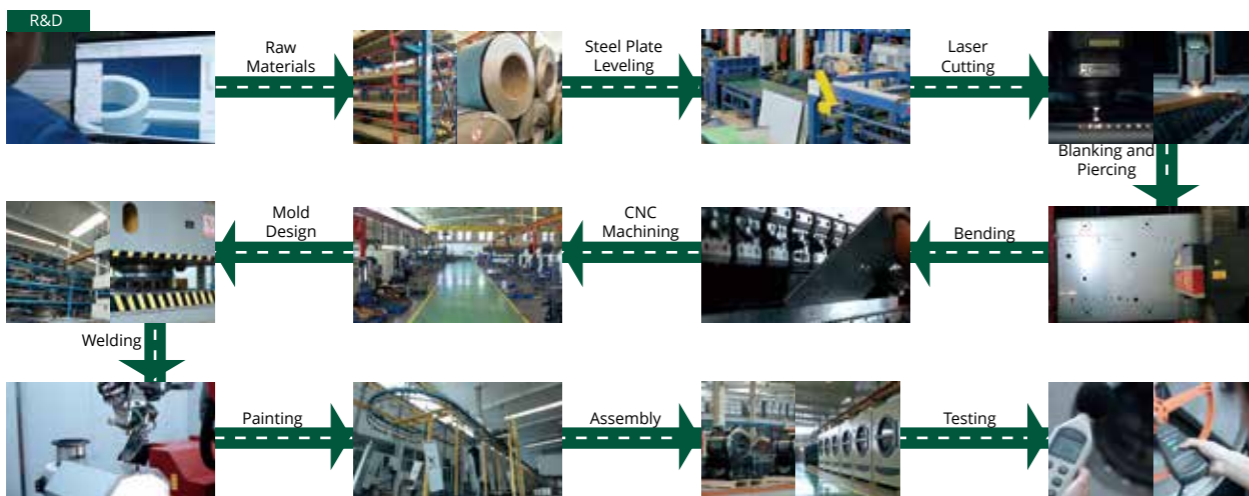 R&D
Raw
Materials
Steel Plate
Leveling
Laser
Cutting
Blanking and
Piercing
Bending
CNC
Machining
Mold
Design
Welding
Painting
Assembly
Testing